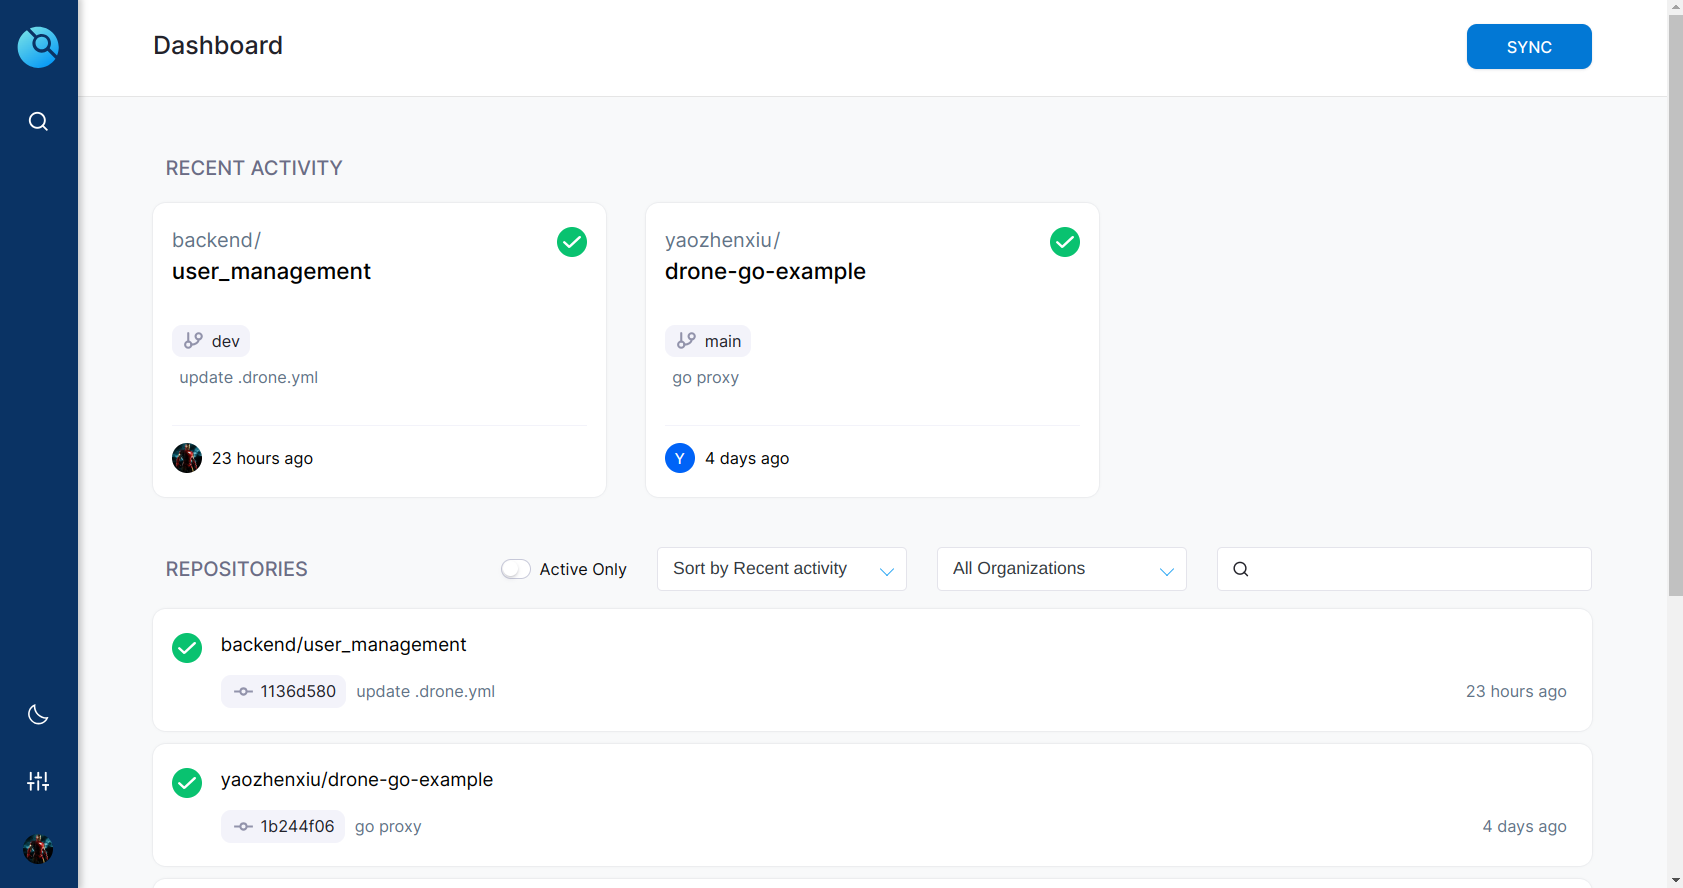 Dashboard
SYNC
RECENT ACTIVITY
backend/
user_management
dev
update .drone.yml
23 hours ago
yaozhenxiu/
drone-go-example
main
go proxy
Y
4 days ago
REPOSITORIES
Active Only
Sort by Recent activity
All Organizations
backend/user_management
1136d580 update .drone.yml
23 hours ago
yaozhenxiu/drone-go-example
1b244f06 go proxy
4 days ago